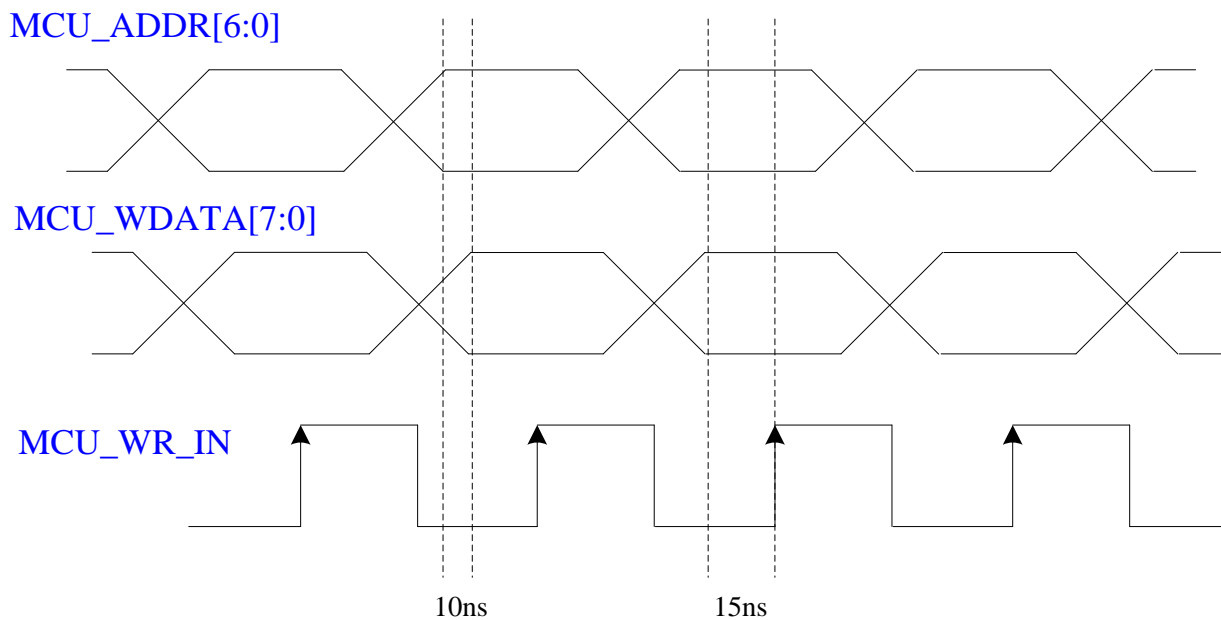 MCU_ADDR[6:0]
MCU_WDATA[7:0]
MCU_WR_IN
10ns
15ns